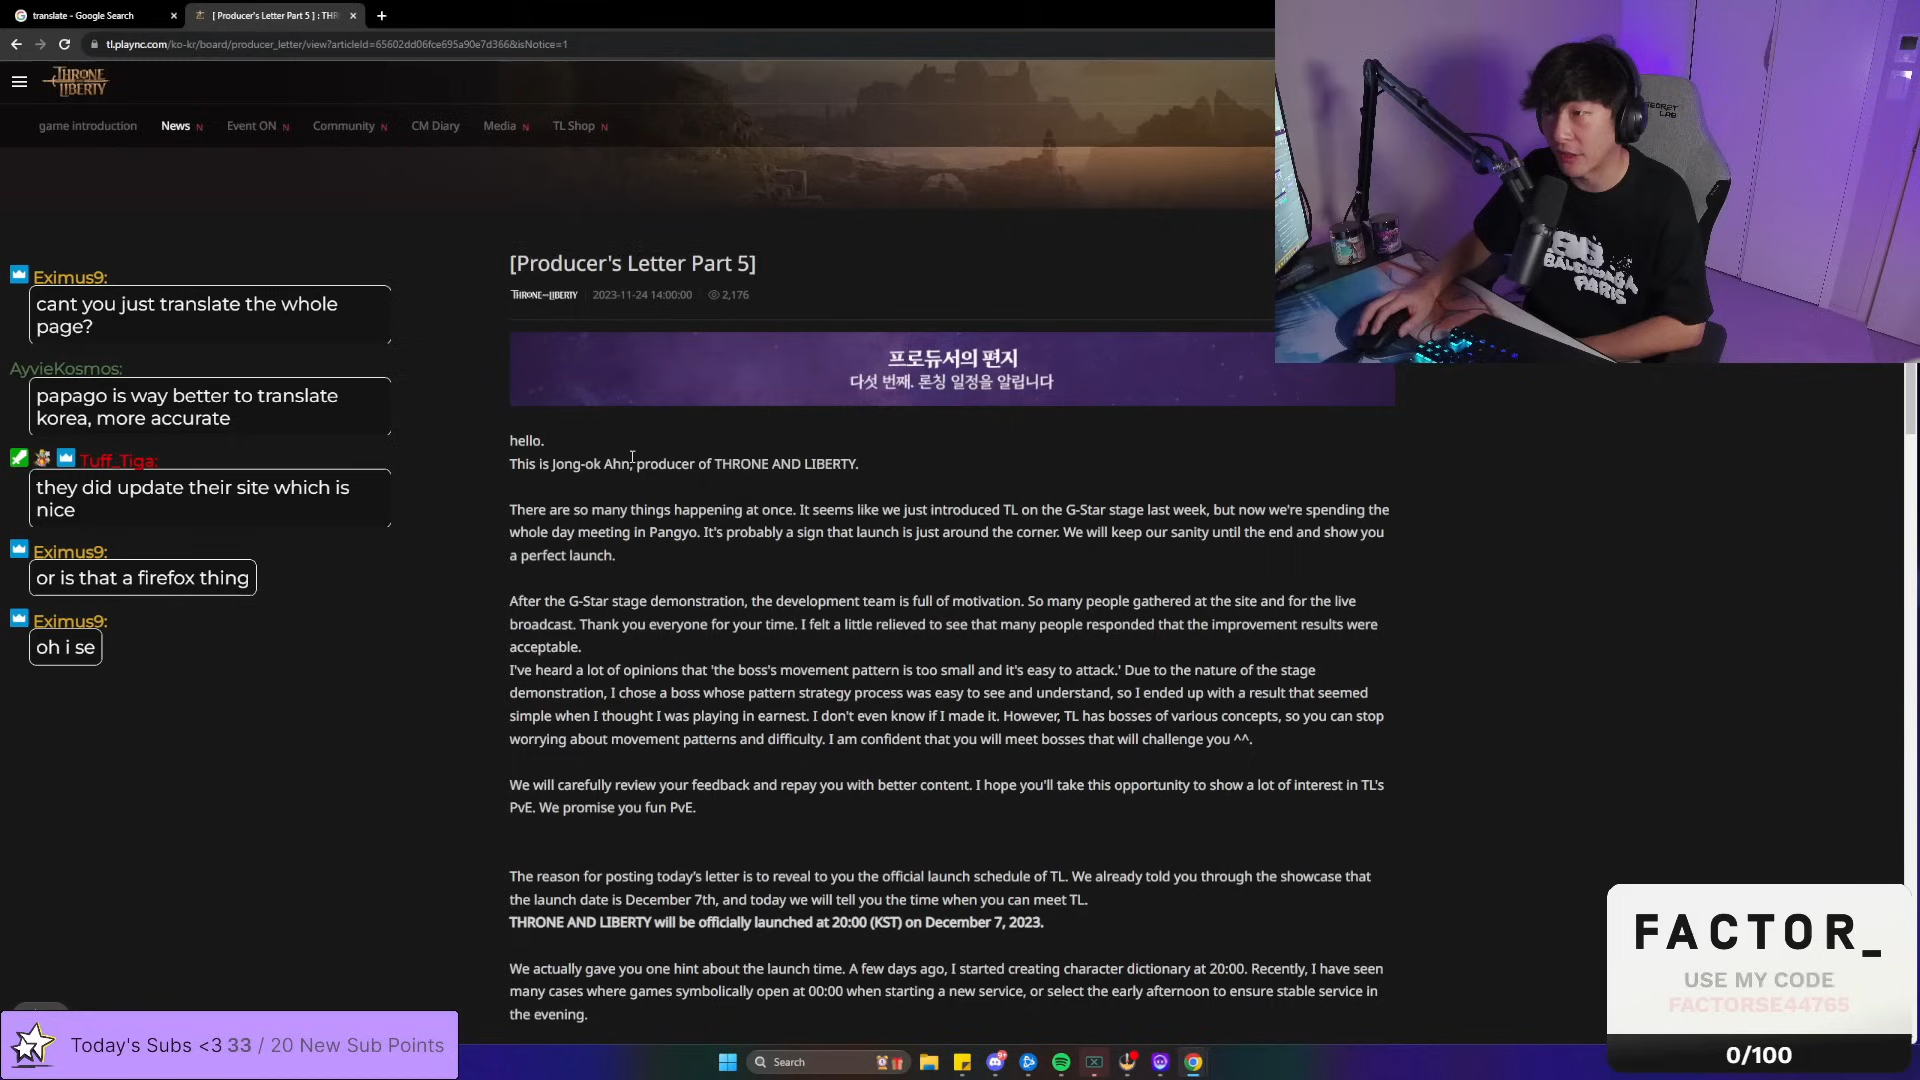 translate - Google Search
[ Producer's Letter Part 5 ] : THR
tl.plaync.com/ko-kr/board/producer_letter/view?articleId=65602dd06fce695a90e7d366&isNotice=1
THRONE AND LIBERTY
game introduction
News N
Event ON N
Community N
CM Diary
Media N
TL Shop N
[Producer's Letter Part 5]
THRONE AND LIBERTY
2023-11-24 14:00:00
2,176
프로듀서의 편지
다섯 번째. 론칭 일정을 알립니다
hello.
This is Jong-ok Ahn, producer of THRONE AND LIBERTY.
There are so many things happening at once. It seems like we just introduced TL on the G-Star stage last week, but now we're spending the
whole day meeting in Pangyo. It's probably a sign that launch is just around the corner. We will keep our sanity until the end and show you
a perfect launch.
After the G-Star stage demonstration, the development team is full of motivation. So many people gathered at the site and for the live
broadcast. Thank you everyone for your time. I felt a little relieved to see that many people responded that the improvement results were
acceptable.
I've heard a lot of opinions that 'the boss's movement pattern is too small and it's easy to attack.' Due to the nature of the stage
demonstration, I chose a boss whose pattern strategy process was easy to see and understand, so I ended up with a result that seemed
simple when I thought I was playing in earnest. I don't even know if I made it. However, TL has bosses of various concepts, so you can stop
worrying about movement patterns and difficulty. I am confident that you will meet bosses that will challenge you ^^.
We will carefully review your feedback and repay you with better content. I hope you'll take this opportunity to show a lot of interest in TL's
PvE. We promise you fun PvE.
The reason for posting today's letter is to reveal to you the official launch schedule of TL. We already told you through the showcase that
the launch date is December 7th, and today we will tell you the time when you can meet TL.
THRONE AND LIBERTY will be officially launched at 20:00 (KST) on December 7, 2023.
We actually gave you one hint about the launch time. A few days ago, I started creating character dictionary at 20:00. Recently, I have seen
many cases where games symbolically open at 00:00 when starting a new service, or select the early afternoon to ensure stable service in
the evening.
Eximus9:
cant you just translate the whole
page?
AyvieKosmos:
papago is way better to translate
korea, more accurate
Tuff_Tiga:
they did update their site which is
nice
Eximus9:
or is that a firefox thing
Eximus9:
oh i se
SECRET
LAB
BALENCIAGA
PARIS
Today's Subs <3 33 / 20 New Sub Points
Search
FACTOR_
USE MY CODE
FACTORSE44765
0/100